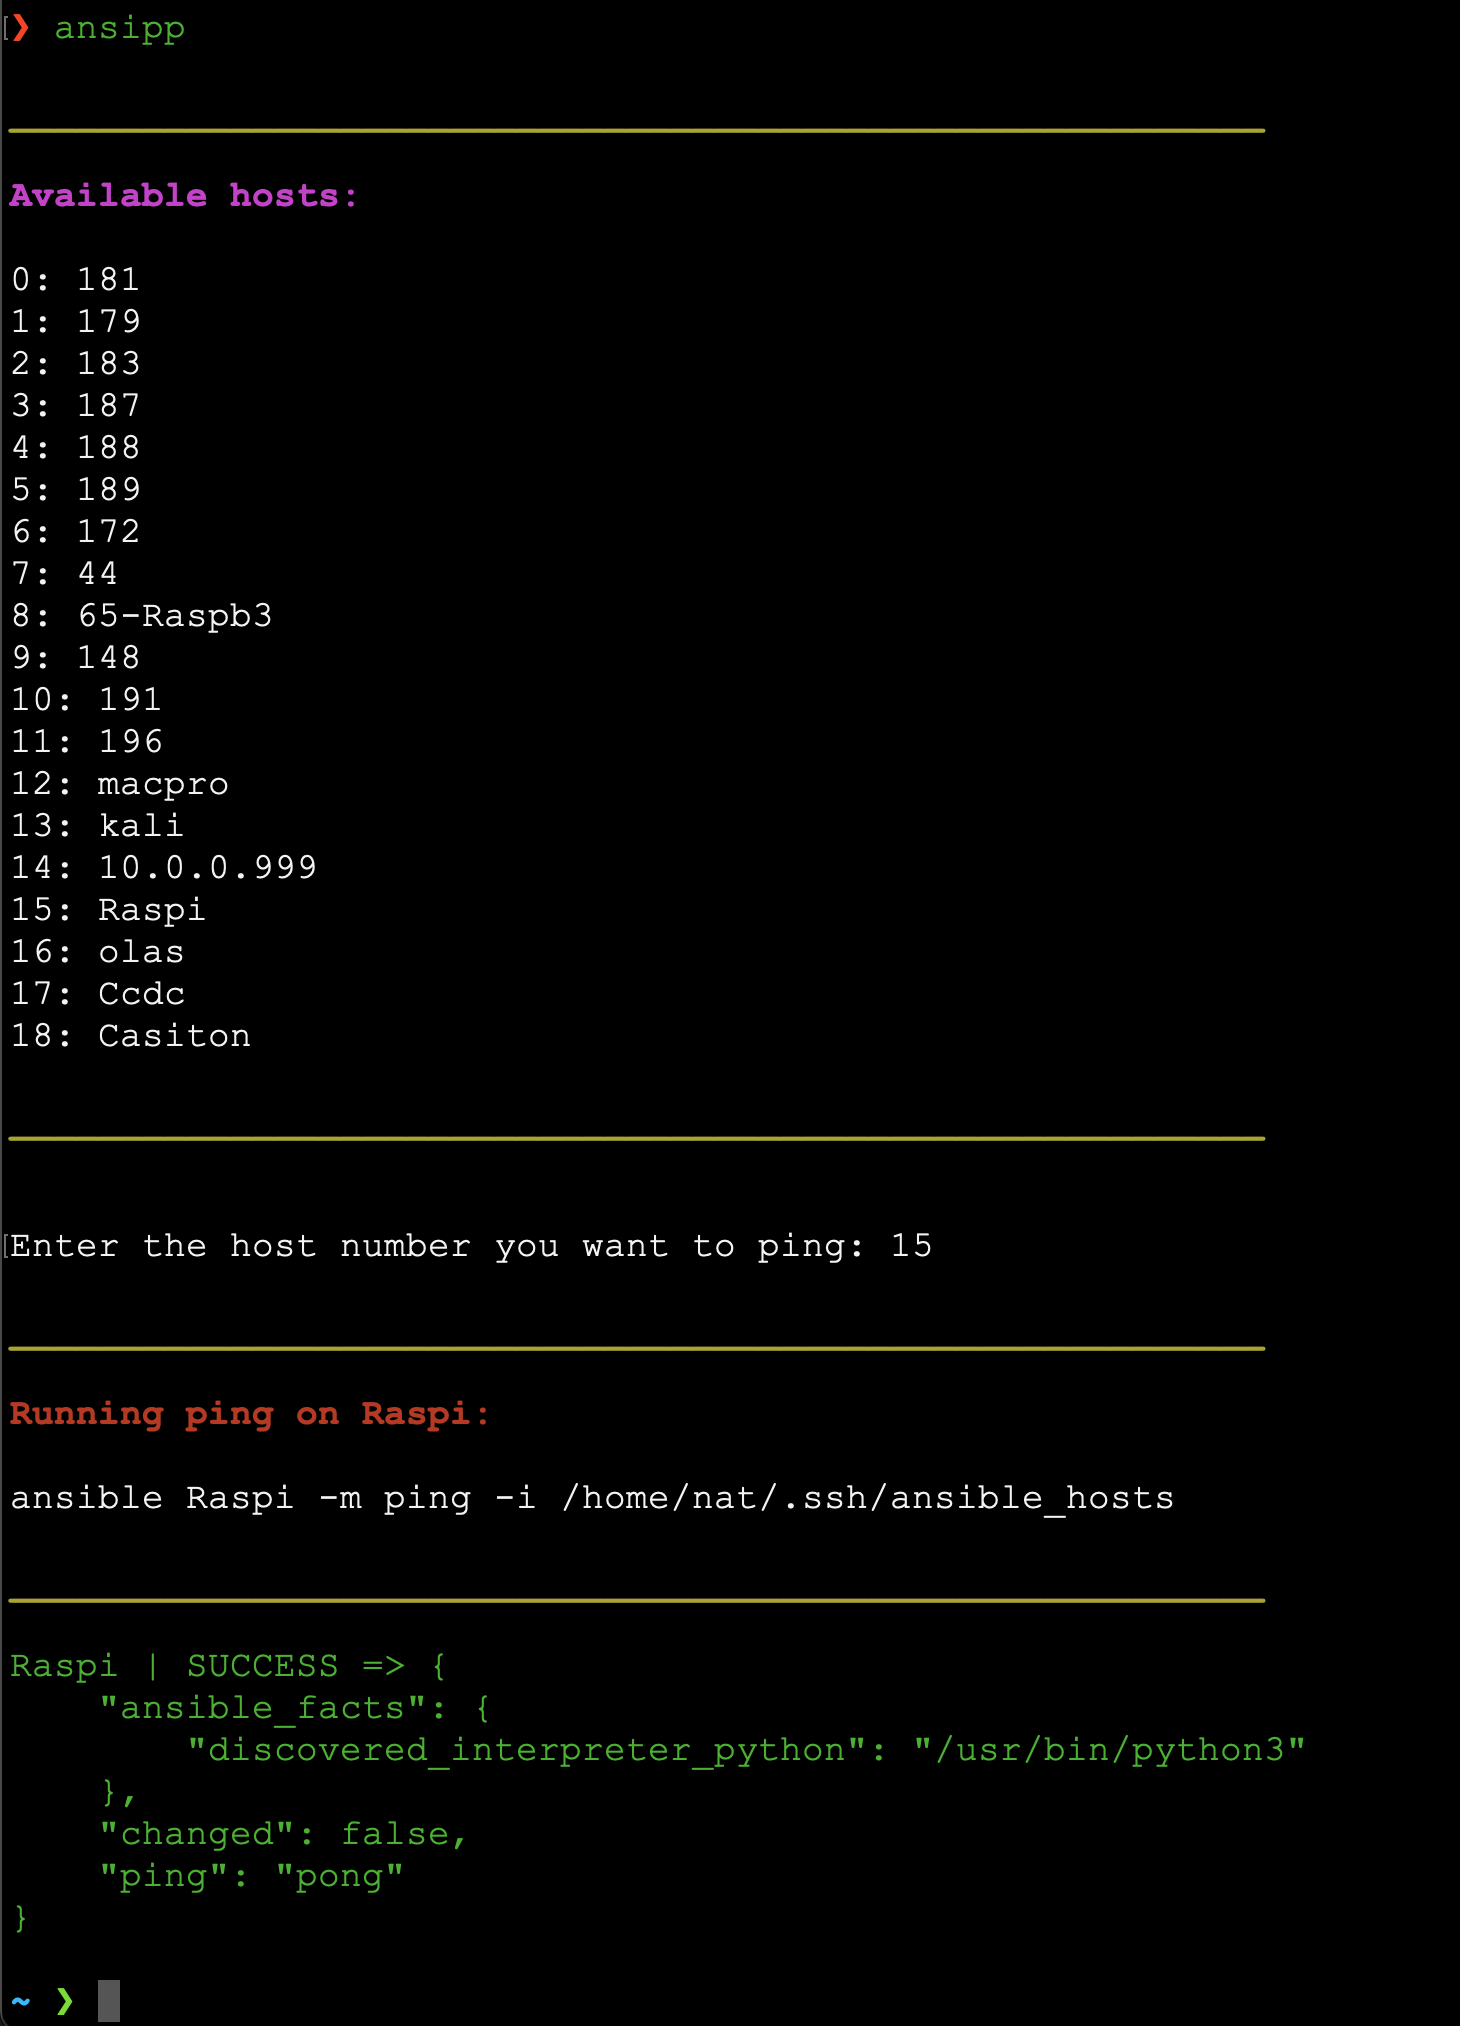 ❯ ansipp
Available hosts:
0: 181
1: 179
2: 183
3: 187
4: 188
5: 189
6: 172
7: 44
8: 65-Raspb3
9: 148
10: 191
11: 196
12: macpro
13: kali
14: 10.0.0.999
15: Raspi
16: olas
17: Ccdc
18: Casiton
Enter the host number you want to ping: 15
Running ping on Raspi:
ansible Raspi -m ping -i /home/nat/.ssh/ansible_hosts
Raspi | SUCCESS => {
    "ansible_facts": {
        "discovered_interpreter_python": "/usr/bin/python3"
    },
    "changed": false,
    "ping": "pong"
}
~ ❯